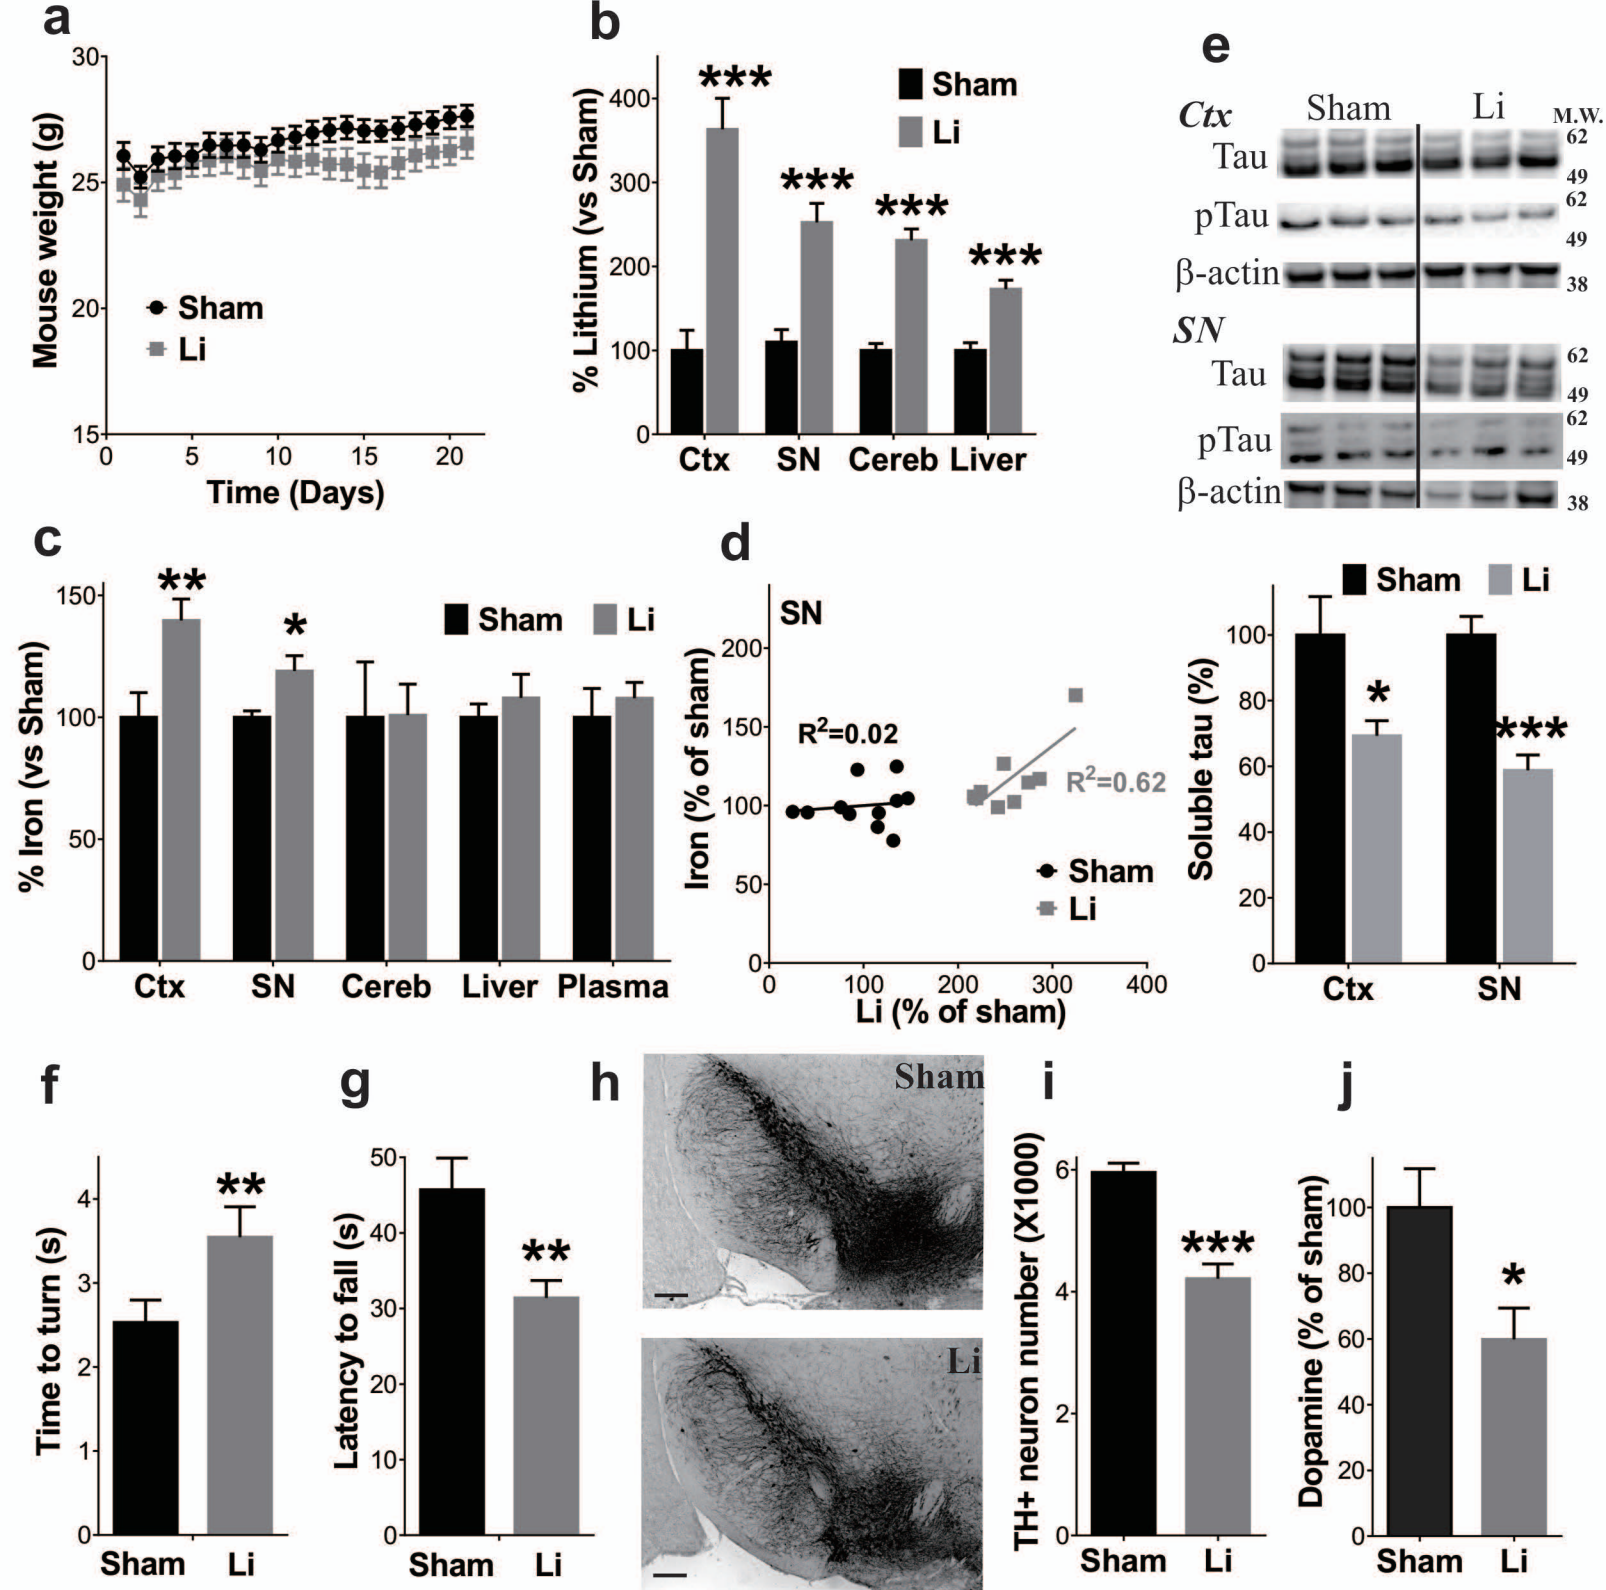 a
30
25
20
15
0 5 10 15 20
Mouse weight (g)
Time (Days)
Sham
Li
b
400
300
200
100
0
% Lithium (vs Sham)
*** *** *** ***
Sham
Li
Ctx SN Cereb Liver
e
Ctx Sham Li M.W.
Tau 62
49
pTau 62
49
β-actin 38
SN
Tau 62
49
pTau 62
49
β-actin 38
Sham Li
100
80
60
40
20
0
Soluble tau (%)
* ***
Ctx SN
c
150
100
50
0
% Iron (vs Sham)
** *
Sham Li
Ctx SN Cereb Liver Plasma
d
SN
200
150
100
50
0
Iron (% of sham)
R²=0.02
R²=0.62
Sham
Li
0 100 200 300 400
Li (% of sham)
f
4
3
2
1
0
Time to turn (s)
**
Sham Li
g
50
40
30
20
10
0
Latency to fall (s)
**
Sham Li
h
Sham
Li
i
6
4
2
0
TH+ neuron number (X1000)
***
Sham Li
j
100
80
60
40
20
0
Dopamine (% of sham)
*
Sham Li